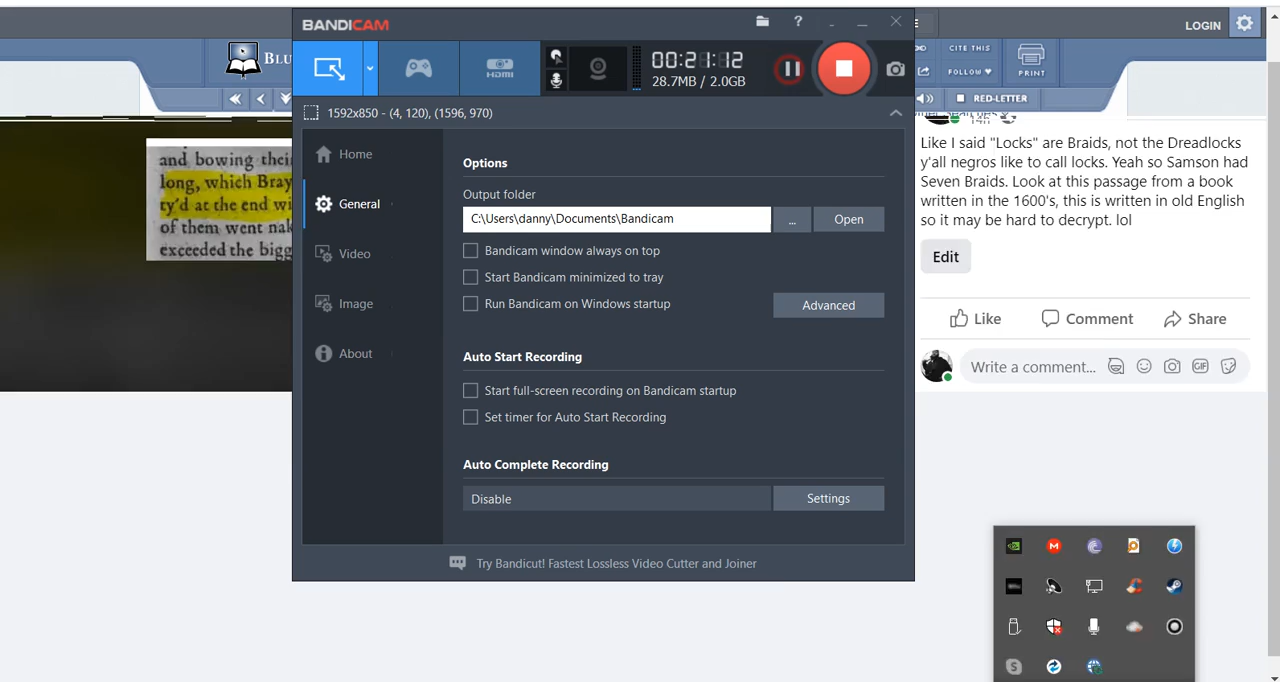 BANDICAM
?
LOGIN
BLU
HDMI
00:21:12
28.7MB / 2.0GB
CITE THIS
FOLLOW
PRINT
RED-LETTER
1592x850 - (4, 120), (1596, 970)
14h
Like I said "Locks" are Braids, not the Dreadlocks
y'all negros like to call locks. Yeah so Samson had
Seven Braids. Look at this passage from a book
written in the 1600's, this is written in old English
so it may be hard to decrypt. lol
Edit
Like
Comment
Share
Write a comment...
GIF
and bowing their
long, which Bray
ty'd at the end wi
of them went nak
exceeded the bigg
Home
General
Video
Image
About
Options
Output folder
C:\Users\danny\Documents\Bandicam
...
Open
Bandicam window always on top
Start Bandicam minimized to tray
Run Bandicam on Windows startup
Advanced
Auto Start Recording
Start full-screen recording on Bandicam startup
Set timer for Auto Start Recording
Auto Complete Recording
Disable
Settings
Try Bandicut! Fastest Lossless Video Cutter and Joiner